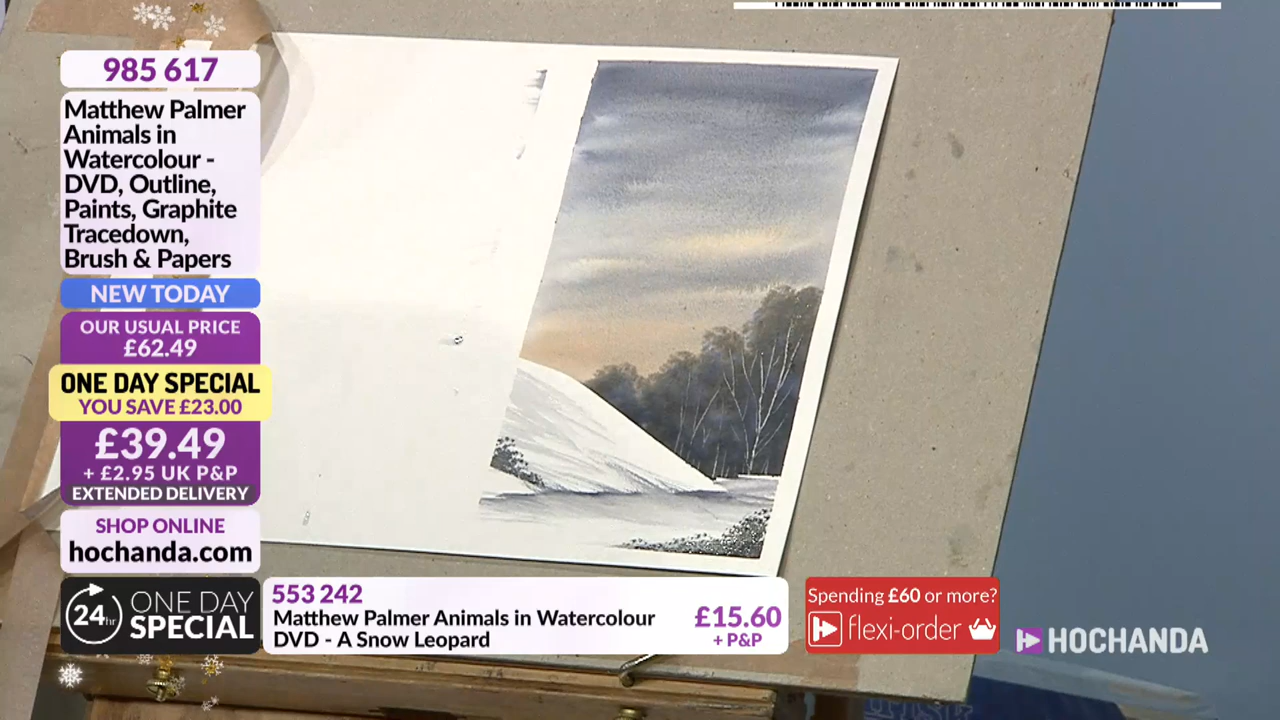 985 617
Matthew Palmer
Animals in
Watercolour -
DVD, Outline,
Paints, Graphite
Tracedown,
Brush & Papers
NEW TODAY
OUR USUAL PRICE
£62.49
ONE DAY SPECIAL
YOU SAVE £23.00
£39.49
+ £2.95 UK P&P
EXTENDED DELIVERY
SHOP ONLINE
hochanda.com
24hr
ONE DAY
SPECIAL
553 242
Matthew Palmer Animals in Watercolour
DVD - A Snow Leopard
£15.60
+ P&P
Spending £60 or more?
flexi-order
HOCHANDA